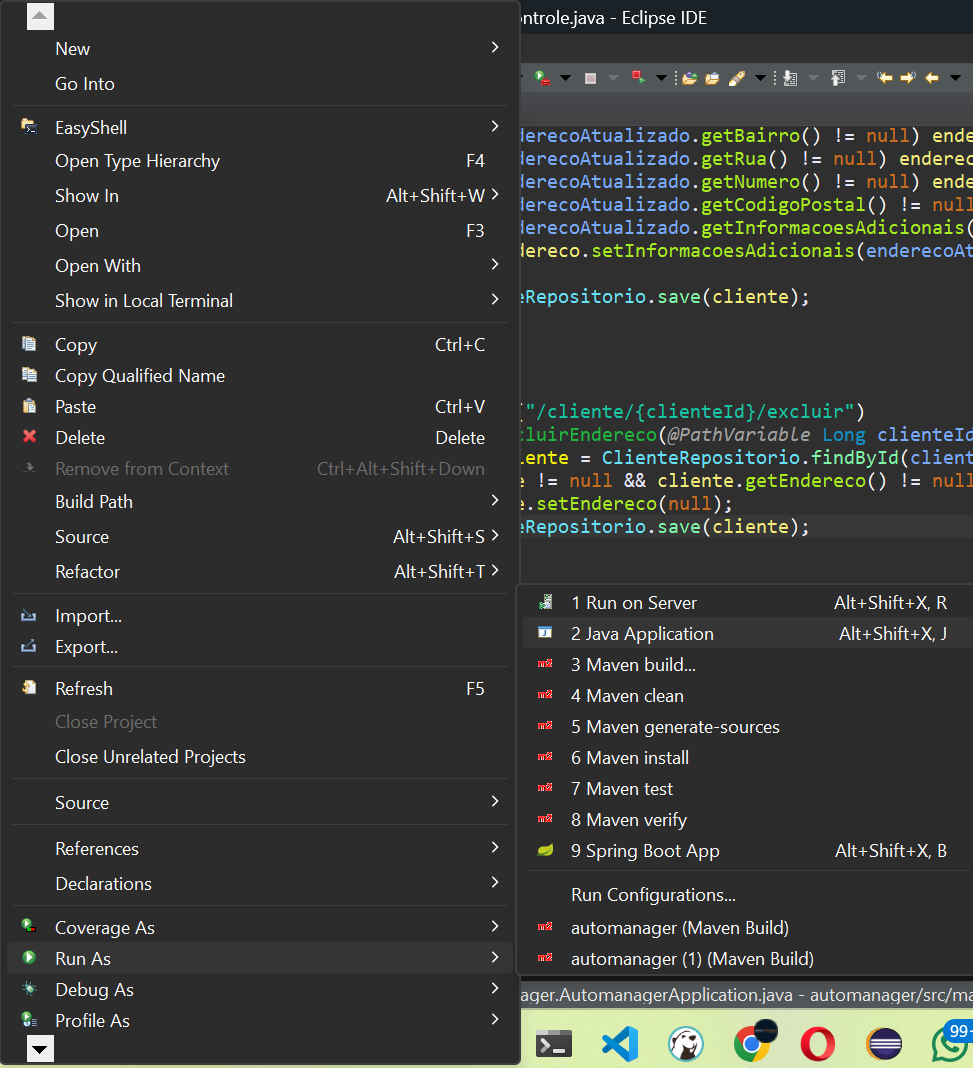 ontrole.java - Eclipse IDE
New
Go Into
EasyShell
Open Type Hierarchy F4
Show In Alt+Shift+W
Open F3
Open With
Show in Local Terminal
Copy Ctrl+C
Copy Qualified Name
Paste Ctrl+V
Delete Delete
Remove from Context Ctrl+Alt+Shift+Down
Build Path
Source Alt+Shift+S
Refactor Alt+Shift+T
Import...
Export...
Refresh F5
Close Project
Close Unrelated Projects
Source
References
Declarations
Coverage As
Run As
Debug As
Profile As
derecoAtualizado.getBairro() != null) ende
derecoAtualizado.getRua() != null) enderec
derecoAtualizado.getNumero() != null) ende
derecoAtualizado.getCodigoPostal() != null
derecoAtualizado.getInformacoesAdicionais(
dereco.setInformacoesAdicionais(enderecoAt
eRepositorio.save(cliente);
("/cliente/{clienteId}/excluir")
cluirEndereco(@PathVariable Long clienteId
iente = ClienteRepositorio.findById(client
e != null && cliente.getEndereco() != null
e.setEndereco(null);
eRepositorio.save(cliente);
1 Run on Server Alt+Shift+X, R
2 Java Application Alt+Shift+X, J
3 Maven build...
4 Maven clean
5 Maven generate-sources
6 Maven install
7 Maven test
8 Maven verify
9 Spring Boot App Alt+Shift+X, B
Run Configurations...
automanager (Maven Build)
automanager (1) (Maven Build)
ager.AutomanagerApplication.java - automanager/src/ma
99+